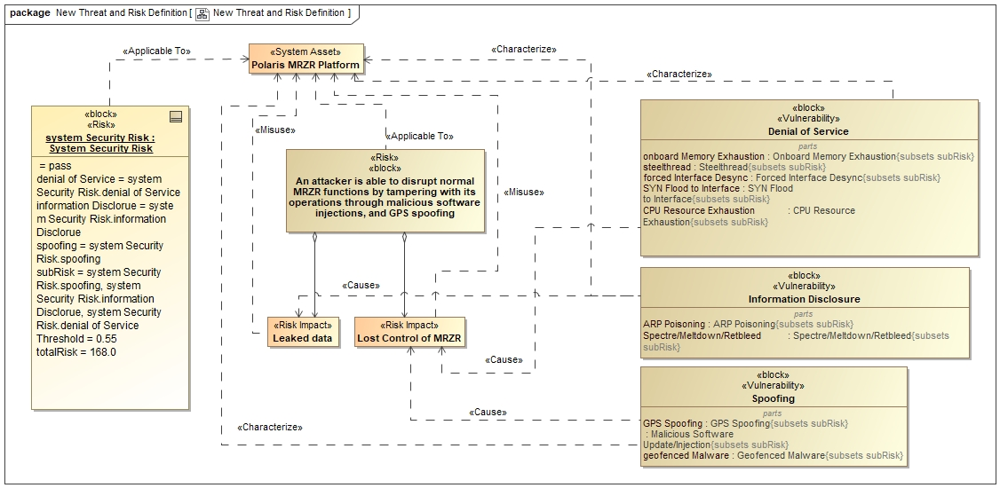 package New Threat and Risk Definition [ New Threat and Risk Definition ]
«Applicable To»
«System Asset»
Polaris MRZR Platform
«Characterize»
«Characterize»
«block»
«Risk»
system Security Risk :
System Security Risk
= pass
denial of Service = system
Security Risk.denial of Service
information Disclorue = syste
m Security Risk.information
Disclorue
spoofing = system Security
Risk.spoofing
subRisk = system Security
Risk.spoofing, system
Security Risk.information
Disclorue, system Security
Risk.denial of Service
Threshold = 0.55
totalRisk = 168.0
«Misuse»
«Applicable To»
«Risk»
«block»
An attacker is able to disrupt normal
MRZR functions by tampering with its
operations through malicious software
injections, and GPS spoofing
«Misuse»
«Cause»
«Risk Impact»
Leaked data
«Risk Impact»
Lost Control of MRZR
«Cause»
«Cause»
«Characterize»
«block»
«Vulnerability»
Denial of Service
parts
onboard Memory Exhaustion : Onboard Memory Exhaustion{subsets subRisk}
steelthread : Steelthread{subsets subRisk}
forced Interface Desync : Forced Interface Desync{subsets subRisk}
SYN Flood to Interface : SYN Flood
to Interface{subsets subRisk}
CPU Resource Exhaustion : CPU Resource
Exhaustion{subsets subRisk}
«block»
«Vulnerability»
Information Disclosure
parts
ARP Poisoning : ARP Poisoning{subsets subRisk}
Spectre/Meltdown/Retbleed : Spectre/Meltdown/Retbleed{subsets
subRisk}
«block»
«Vulnerability»
Spoofing
parts
GPS Spoofing : GPS Spoofing{subsets subRisk}
: Malicious Software
Update/Injection{subsets subRisk}
geofenced Malware : Geofenced Malware{subsets subRisk}